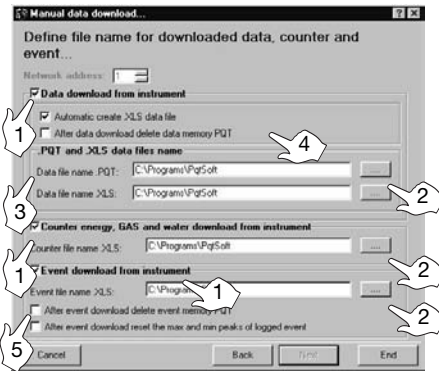 Manual data download...
Define file name for downloaded data, counter and
event...
Network address: 1
Data download from instrument
Automatic create .XLS data file
After data download delete data memory PQT
1
4
.PQT and .XLS data files name
Data file name .PQT: C:\Programs\PqtSoft ...
Data file name XLS: C:\Programs\PqtSoft ...
3
2
Counter energy, GAS and water download from instrument
Counter file name .XLS: C:\Programs\PqtSoft ...
1
2
Event download from instrument
1
Event file name .XLS: C:\Program ...
After event download delete event memory PQT
2
After event download reset the max and min peaks of logged event
5
Cancel Back Next End